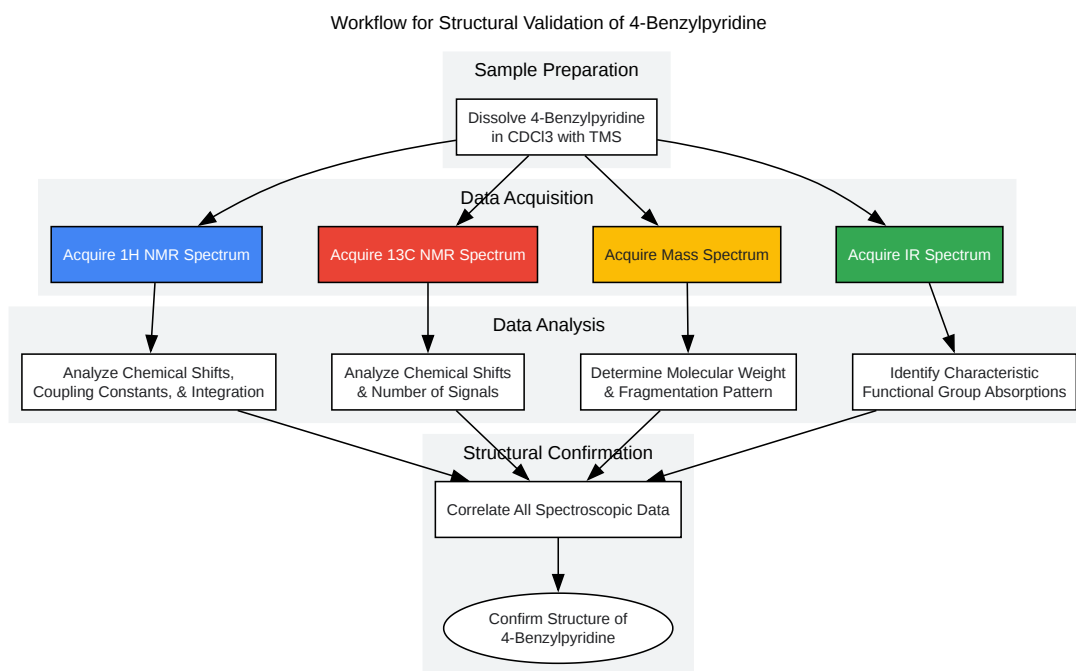 Workflow for Structural Validation of 4-Benzylpyridine
Sample Preparation
Dissolve 4-Benzylpyridine
in CDCl3 with TMS
Data Acquisition
Acquire 1H NMR Spectrum
Acquire 13C NMR Spectrum
Acquire Mass Spectrum
Acquire IR Spectrum
Data Analysis
Analyze Chemical Shifts,
Coupling Constants, & Integration
Analyze Chemical Shifts
& Number of Signals
Determine Molecular Weight
& Fragmentation Pattern
Identify Characteristic
Functional Group Absorptions
Structural Confirmation
Correlate All Spectroscopic Data
Confirm Structure of
4-Benzylpyridine